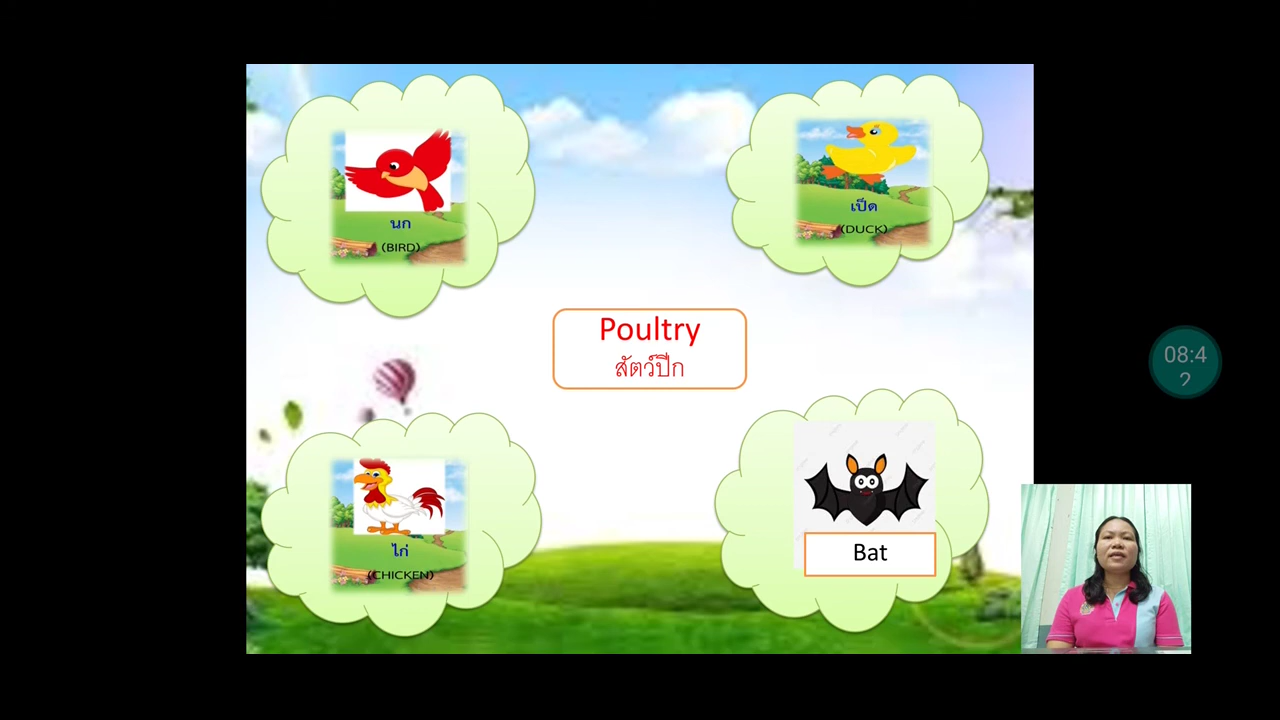 นก
(BIRD)
เป็ด
(DUCK)
Poultry
สัตว์ปีก
ไก่
(CHICKEN)
Bat
08:4
2